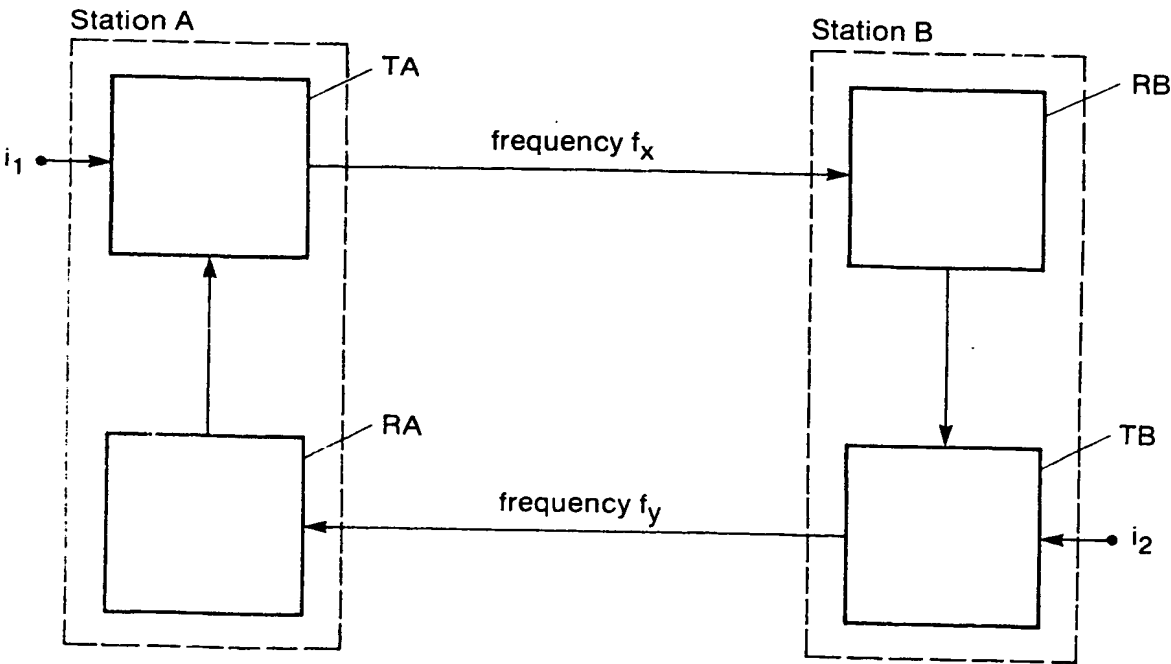 Station A
Station B
TA
RB
i1
frequency fx
RA
TB
frequency fy
i2